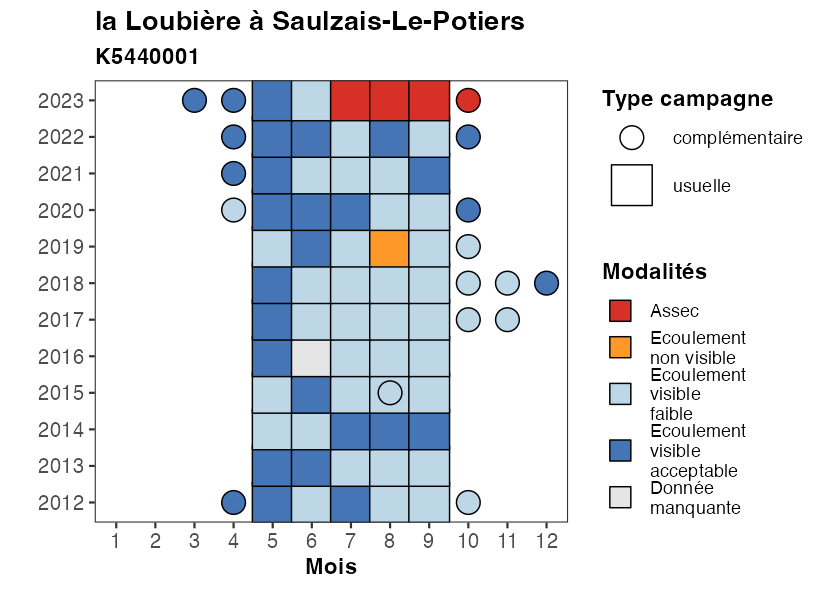 la Loubière à Saulzais-Le-Potiers
K5440001
2023
2022
2021
2020
2019
2018
2017
2016
2015
2014
2013
2012
1 2 3 4 5 6 7 8 9 10 11 12
Mois
Type campagne
complémentaire
usuelle
Modalités
Assec
Ecoulement
non visible
Ecoulement
visible
faible
Ecoulement
visible
acceptable
Donnée
manquante